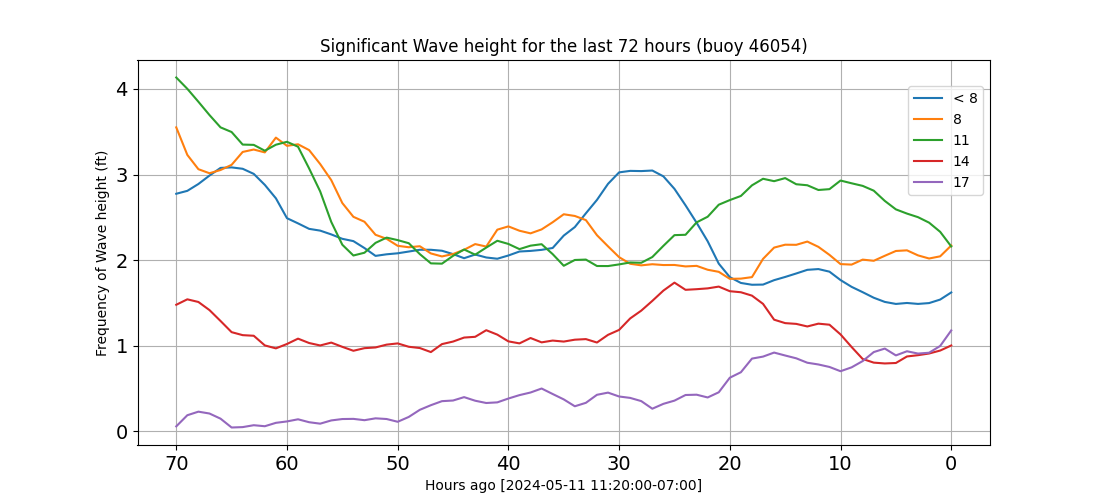 Significant Wave height for the last 72 hours (buoy 46054)
Frequency of Wave height (ft)
4
3
2
1
0
< 8
8
11
14
17
70 60 50 40 30 20 10 0
Hours ago [2024-05-11 11:20:00-07:00]